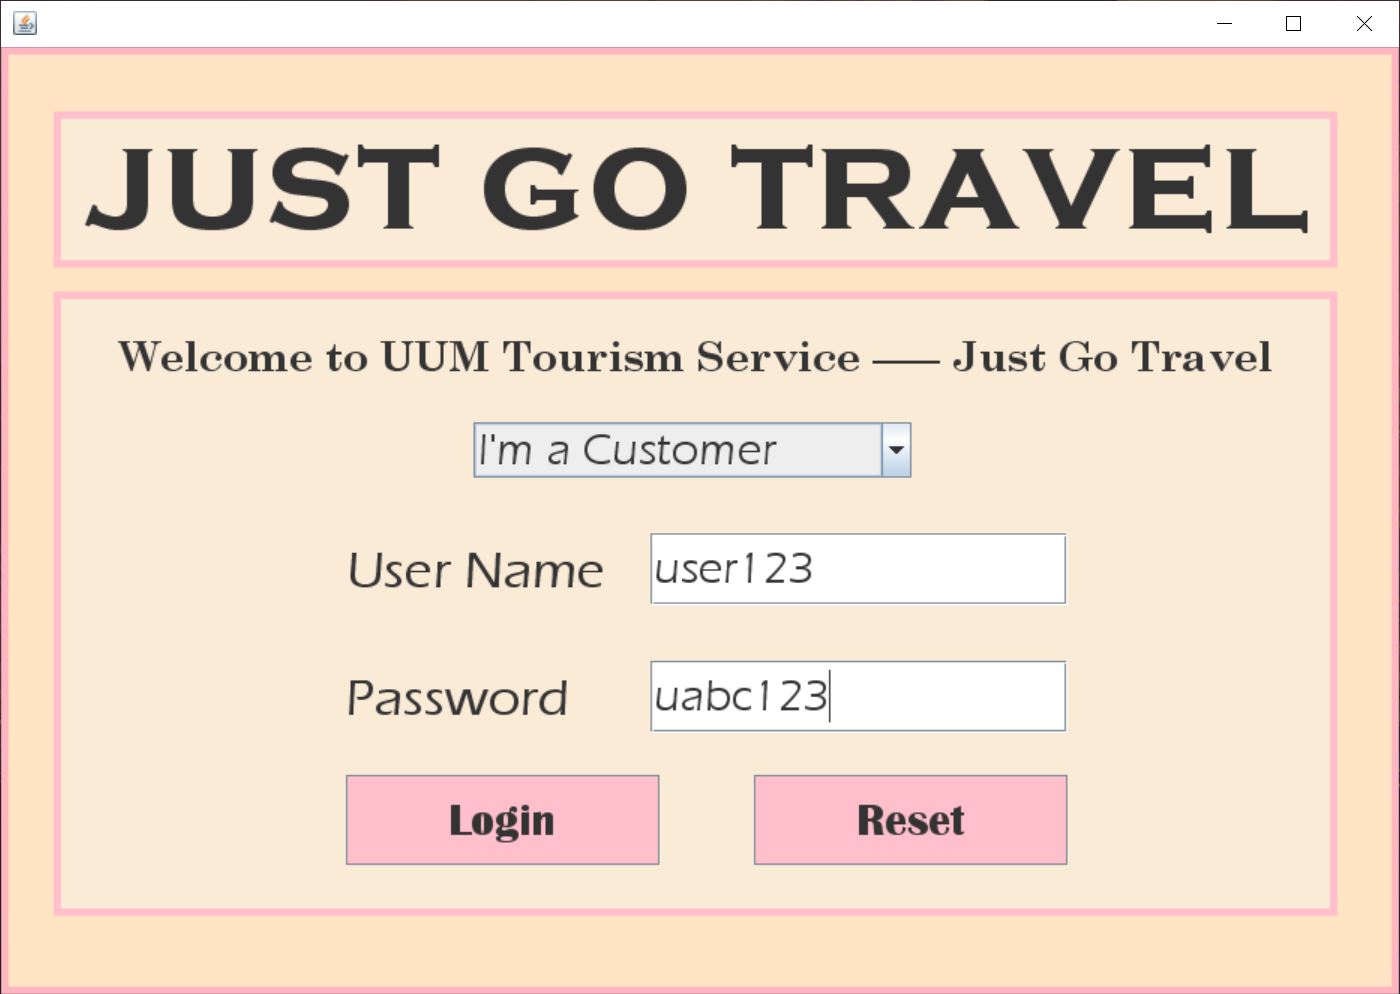 JUST GO TRAVEL
Welcome to UUM Tourism Service —— Just Go Travel
I'm a Customer
User Name user123
Password uabc123
Login Reset